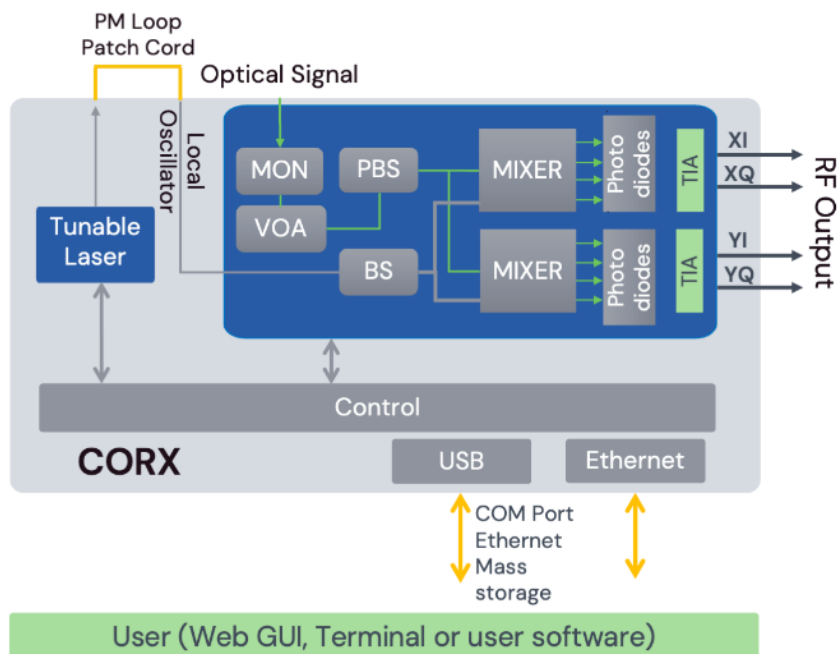 PM Loop
Patch Cord
Optical Signal
Local
Oscillator
MON
PBS
MIXER
Photo
diodes
TIA
XI
XQ
RF Output
Tunable
Laser
VOA
BS
MIXER
Photo
diodes
TIA
YI
YQ
Control
CORX
USB
Ethernet
COM Port
Ethernet
Mass
storage
User (Web GUI, Terminal or user software)